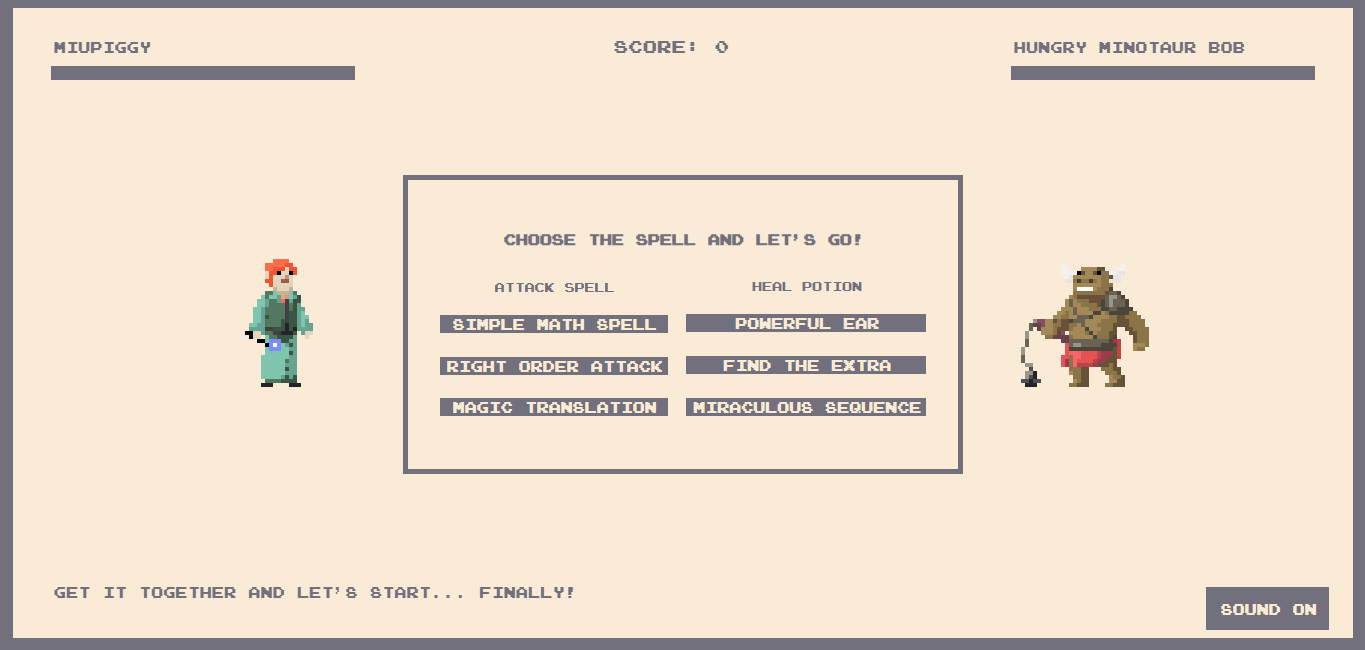 MIUPIGGY
SCORE: 0
HUNGRY MINOTAUR BOB
CHOOSE THE SPELL AND LET'S GO!
ATTACK SPELL
HEAL POTION
SIMPLE MATH SPELL
POWERFUL EAR
RIGHT ORDER ATTACK
FIND THE EXTRA
MAGIC TRANSLATION
MIRACULOUS SEQUENCE
GET IT TOGETHER AND LET'S START... FINALLY!
SOUND ON